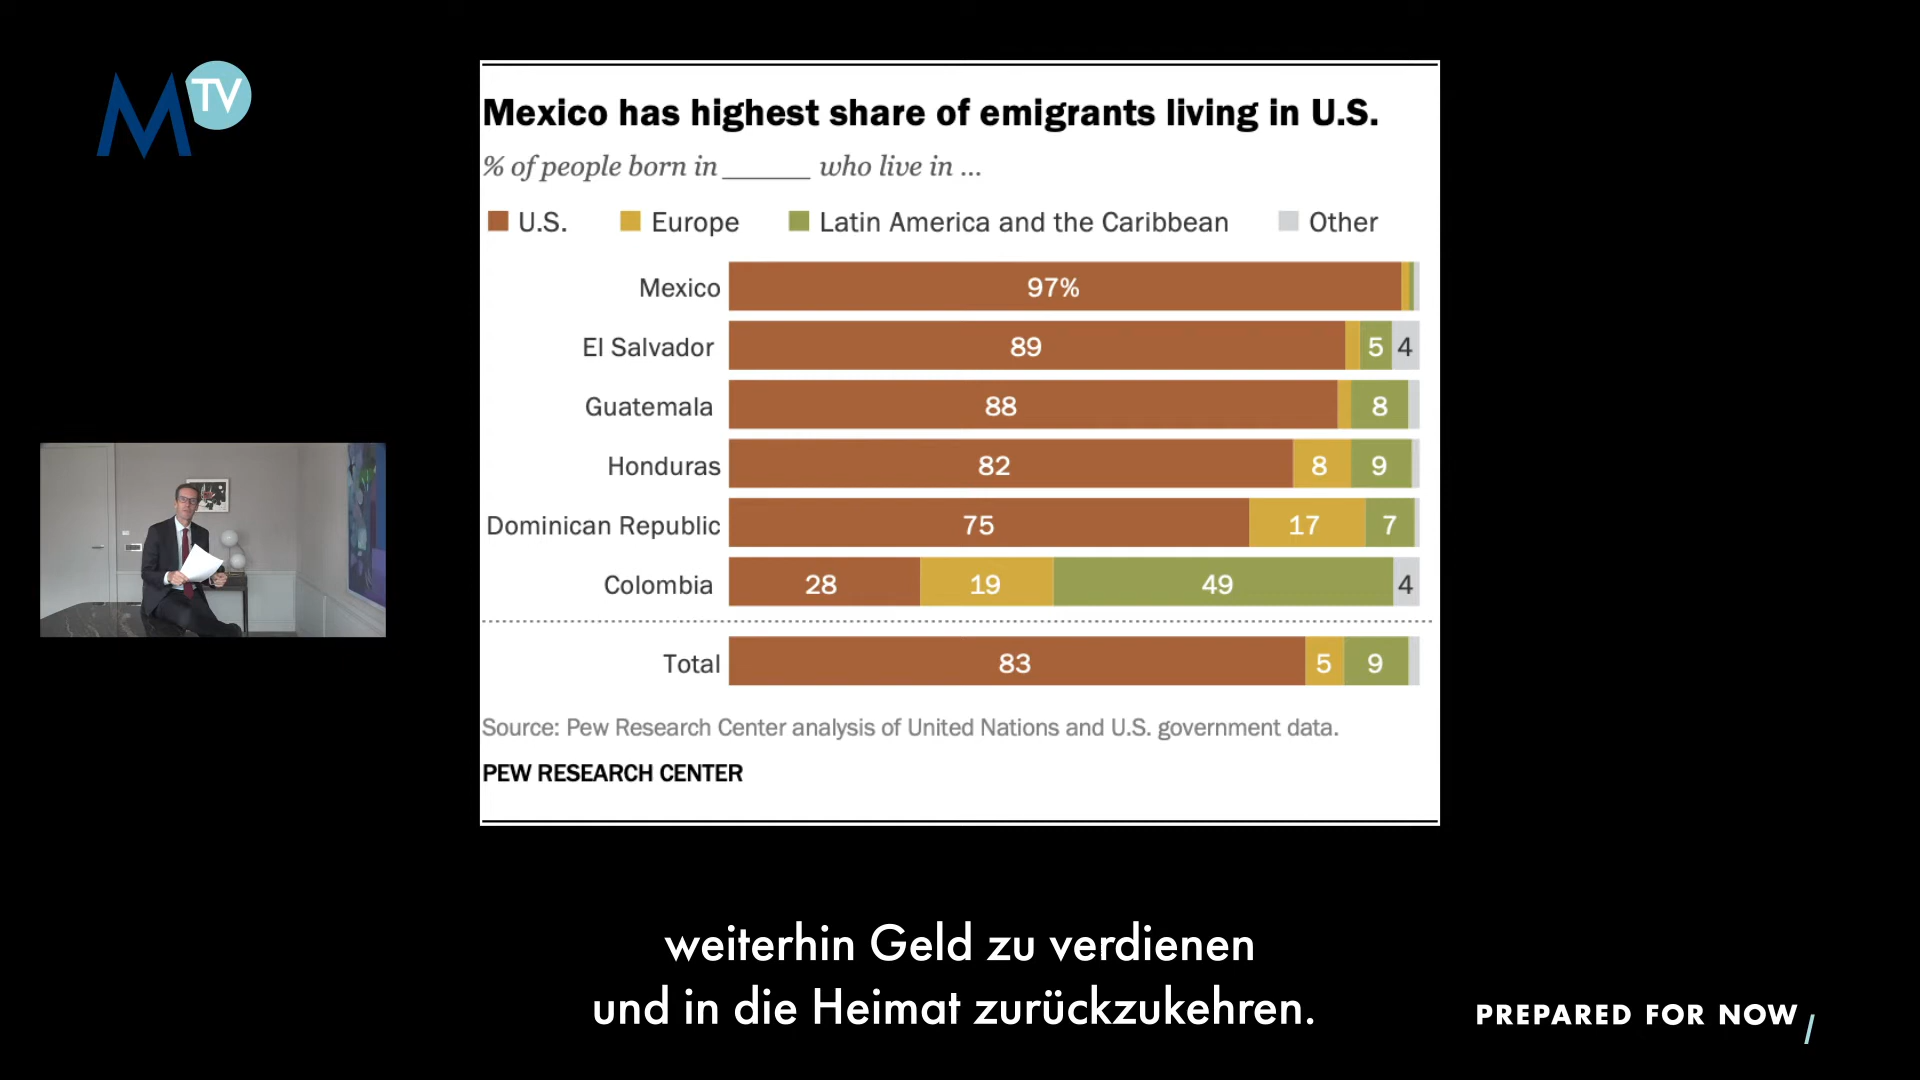 MTV
Mexico has highest share of emigrants living in U.S.
% of people born in ______ who live in ...
U.S. Europe Latin America and the Caribbean Other
Mexico 97%
El Salvador 89 5 4
Guatemala 88 8
Honduras 82 8 9
Dominican Republic 75 17 7
Colombia 28 19 49 4
Total 83 5 9
Source: Pew Research Center analysis of United Nations and U.S. government data.
PEW RESEARCH CENTER
weiterhin Geld zu verdienen
und in die Heimat zurückzukehren.
PREPARED FOR NOW/